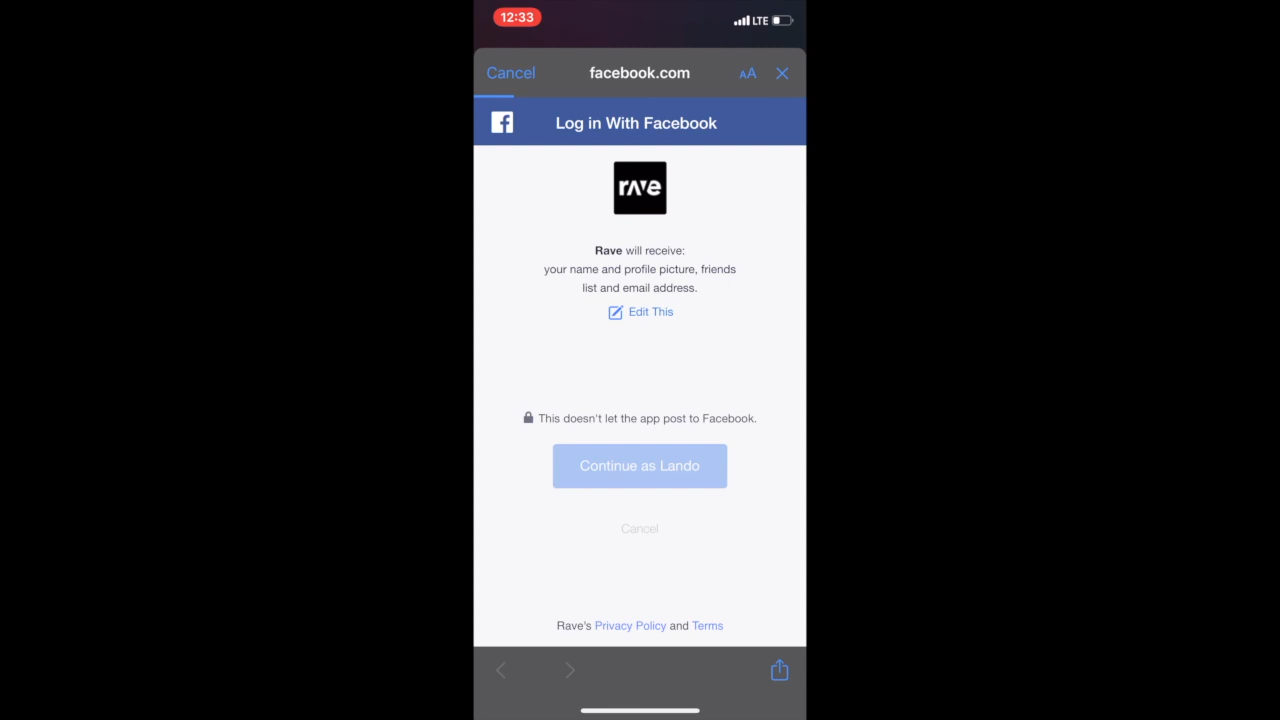 12:33
LTE
Cancel
facebook.com
AA
Log in With Facebook
rave
Rave will receive:
your name and profile picture, friends
list and email address.
Edit This
This doesn't let the app post to Facebook.
Continue as Lando
Cancel
Rave's Privacy Policy and Terms